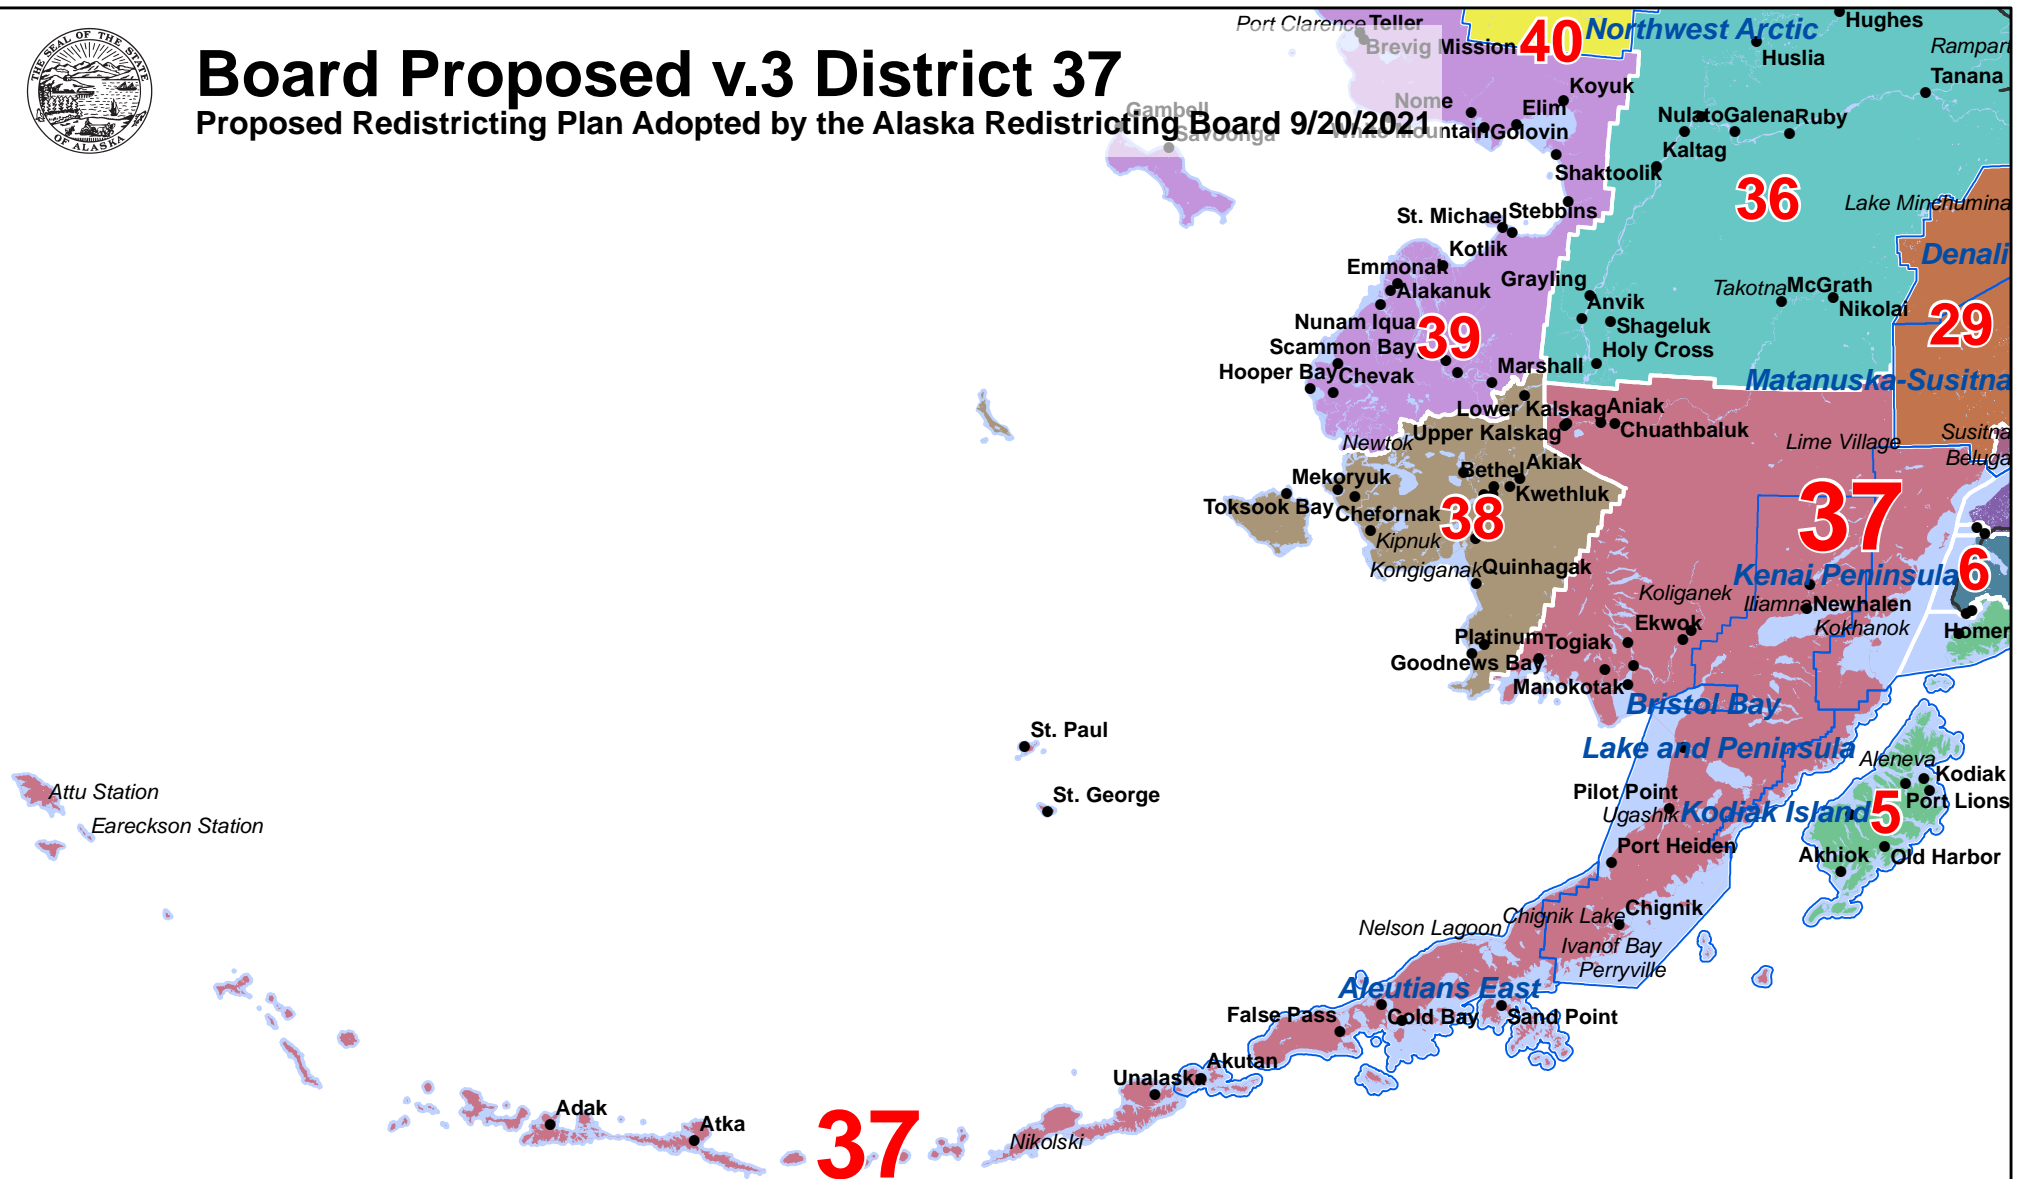 THE SEAL OF THE STATE
OF ALASKA
Board Proposed v.3 District 37
Proposed Redistricting Plan Adopted by the Alaska Redistricting Board 9/20/2021
Port Clarence
Teller
Brevig Mission
40
Northwest Arctic
Hughes
Huslia
Rampart
Tanana
Gambell
Savoonga
Nome
White Mountain
Golovin
Elim
Koyuk
Nulato
Galena
Ruby
Kaltag
Shaktoolik
36
Lake Minchumina
St. Michael
Stebbins
Kotlik
Denali
Emmonak
Alakanuk
Grayling
Anvik
Takotna
McGrath
Nikolai
Nunam Iqua
39
Shageluk
29
Scammon Bay
Holy Cross
Hooper Bay
Chevak
Marshall
Matanuska-Susitna
Lower Kalskag
Aniak
Newtok
Upper Kalskag
Chuathbaluk
Lime Village
Susitna
Beluga
Mekoryuk
Bethel
Akiak
Kwethluk
Toksook Bay
Chefornak
38
37
Kipnuk
Kongiganak
Quinhagak
Kenai Peninsula
6
Koliganek
Iliamna
Newhalen
Ekwok
Kokhanok
Homer
Platinum
Togiak
Goodnews Bay
Manokotak
Bristol Bay
St. Paul
Lake and Peninsula
Aleneva
Kodiak
Attu Station
St. George
Pilot Point
Port Lions
Ugashik
Kodiak Island
5
Eareckson Station
Port Heiden
Akhiok
Old Harbor
Nelson Lagoon
Chignik Lake
Chignik
Ivanof Bay
Perryville
Aleutians East
False Pass
Cold Bay
Sand Point
Akutan
Unalaska
Adak
Atka
37
Nikolski